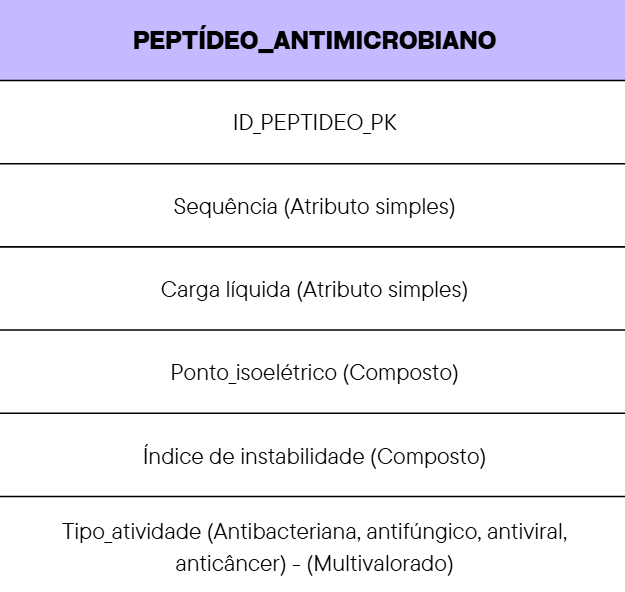 PEPTÍDEO_ANTIMICROBIANO
ID_PEPTIDEO_PK
Sequência (Atributo simples)
Carga líquida (Atributo simples)
Ponto_isoelétrico (Composto)
Índice de instabilidade (Composto)
Tipo_atividade (Antibacteriana, antifúngico, antiviral,
anticâncer) - (Multivalorado)